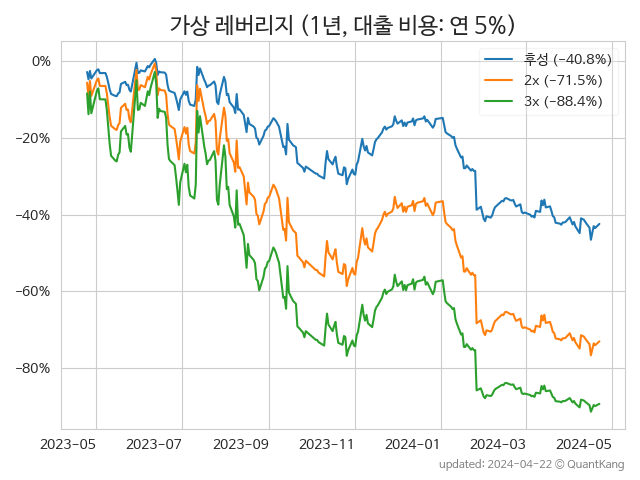 가상 레버리지 (1년, 대출 비용: 연 5%)
후성 (−40.8%)
2x (−71.5%)
3x (−88.4%)
0%
−20%
−40%
−60%
−80%
2023-05 2023-07 2023-09 2023-11 2024-01 2024-03 2024-05
updated: 2024-04-22 © QuantKang